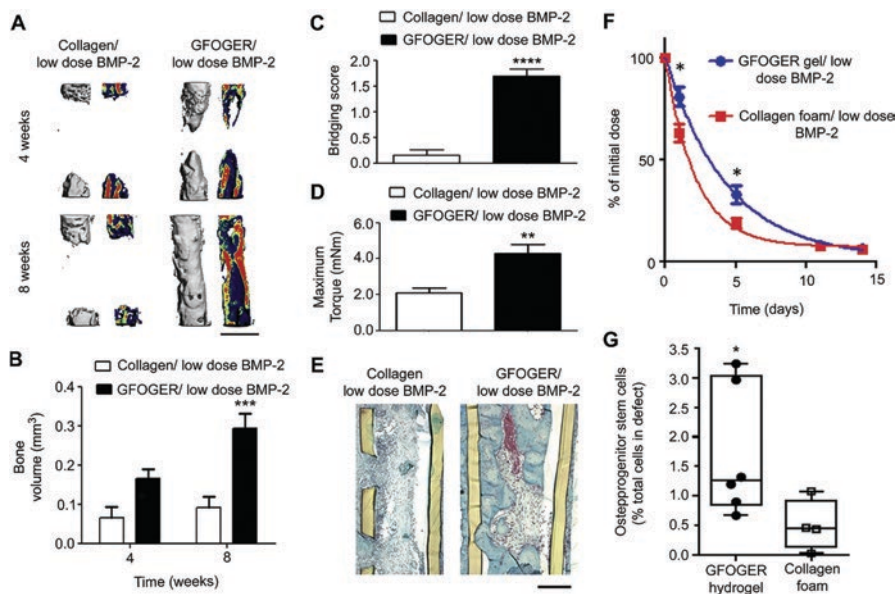 A
Collagen/
low dose BMP-2
GFOGER/
low dose BMP-2
4 weeks
8 weeks
B
Collagen/ low dose BMP-2
GFOGER/ low dose BMP-2
0.4
0.3
0.2
0.1
0.0
***
Bone
volume (mm³)
4
8
Time (weeks)
C
Collagen/ low dose BMP-2
GFOGER/ low dose BMP-2
2.0
1.5
1.0
0.5
0.0
****
Bridging score
D
Collagen/ low dose BMP-2
GFOGER/ low dose BMP-2
6.0
4.0
2.0
0.0
**
Maximum
Torque (mNm)
E
Collagen
low dose BMP-2
GFOGER/
low dose BMP-2
F
GFOGER gel/ low
dose BMP-2
Collagen foam/ low dose
BMP-2
100
50
0
*
*
% of initial dose
0
5
10
15
Time (days)
G
3.5
3.0
2.5
2.0
1.5
1.0
0.5
0.0
*
Ostepprogenitor stem cells
(% total cells in defect)
GFOGER
hydrogel
Collagen
foam